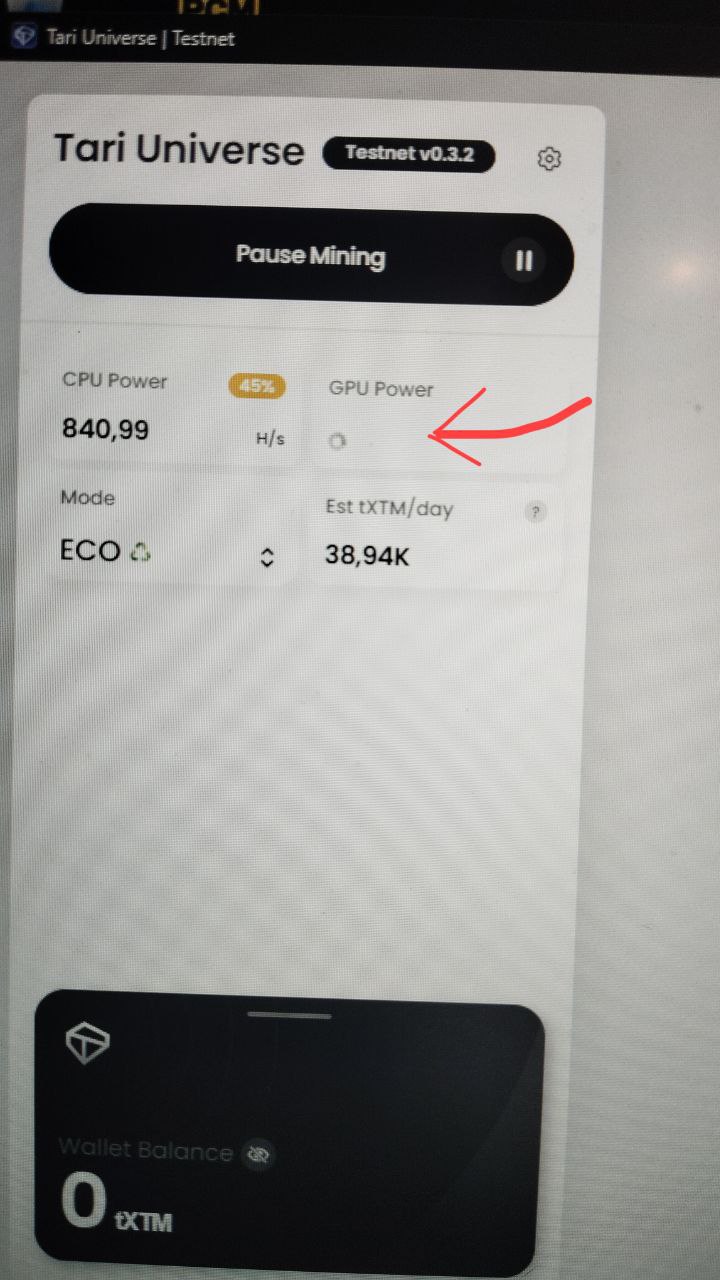 Tari Universe | Testnet
Tari Universe Testnet v0.3.2
Pause Mining
CPU Power 45%
840,99 H/s
GPU Power
Mode
ECO
Est tXTM/day ?
38,94K
Wallet Balance
0 tXTM